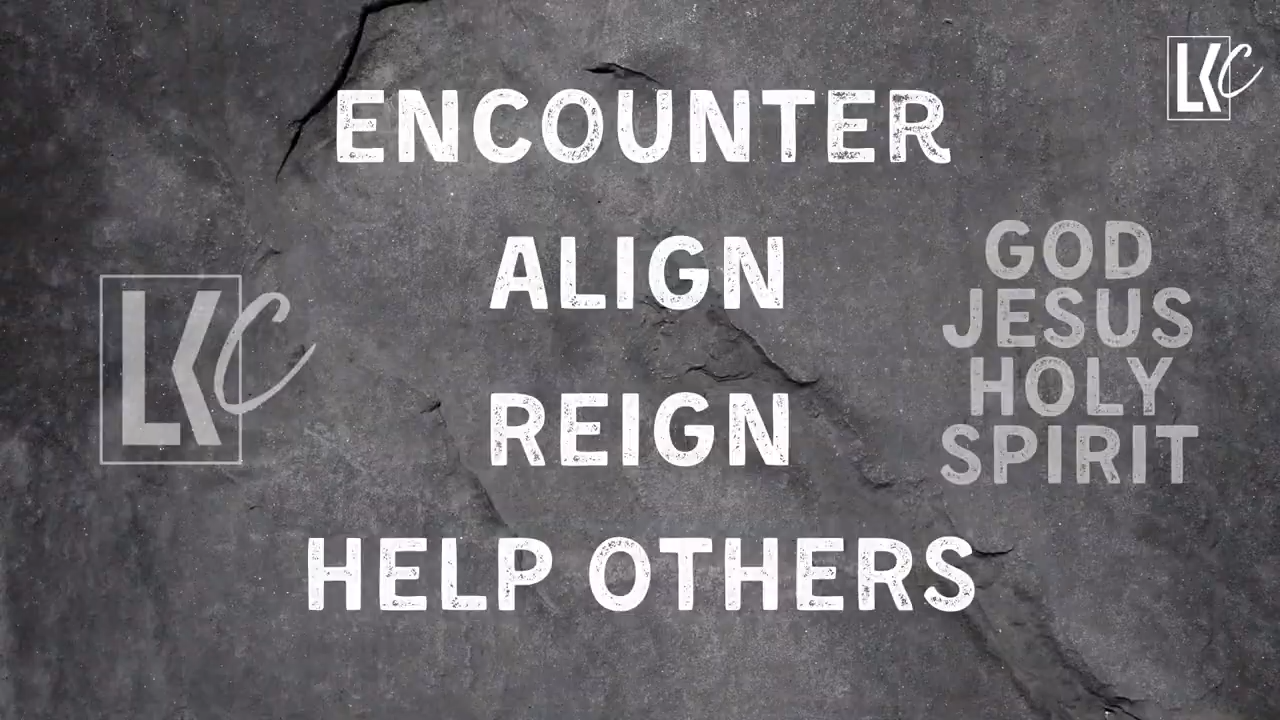 ENCOUNTER
LKC
ALIGN
REIGN
HELP OTHERS
LKC
GOD
JESUS
HOLY
SPIRIT